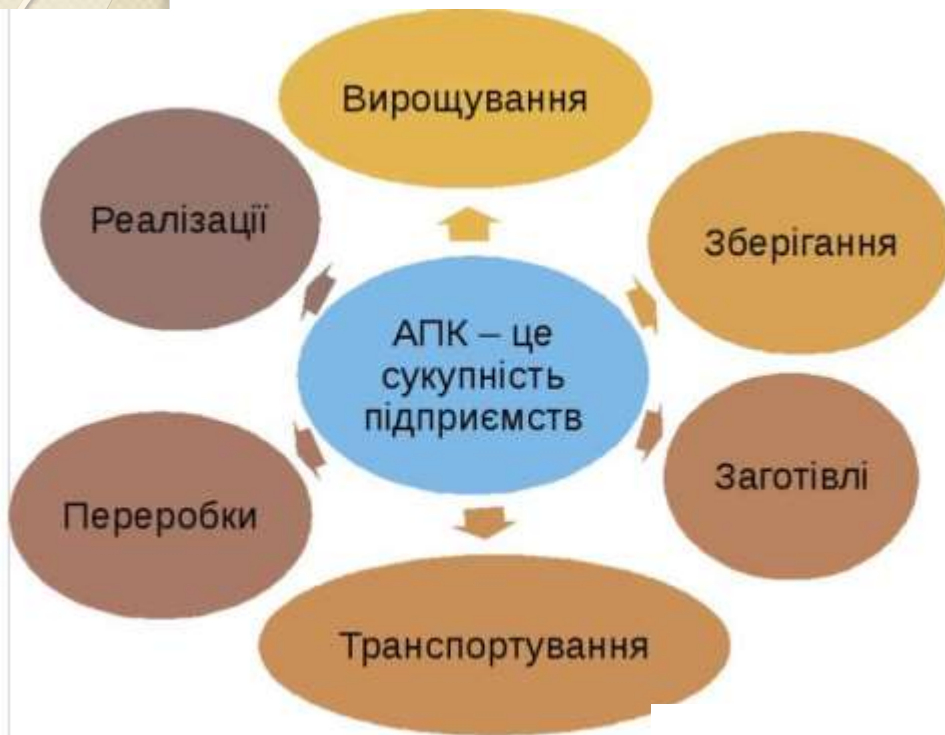 Вирощування
Реалізації
Зберігання
АПК – це
сукупність
підприємств
Заготівлі
Переробки
Транспортування